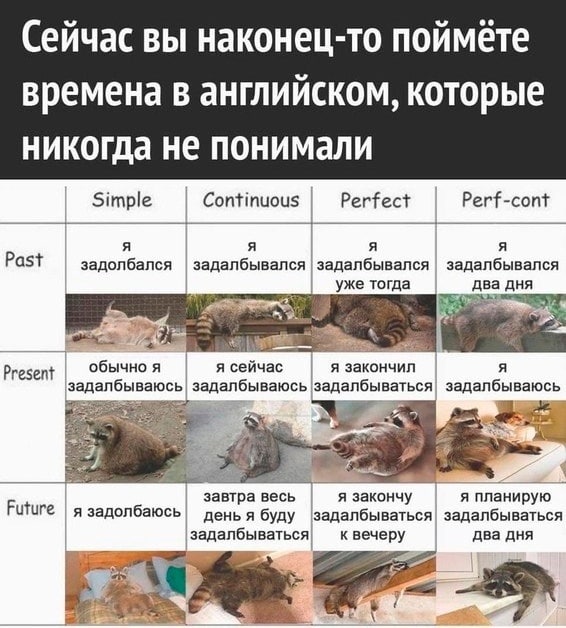 Сейчас вы наконец-то поймёте
времена в английском, которые
никогда не понимали
Simple Continuous Perfect Perf-cont
Past
я
задолбался
я
задалбывался
я
задалбывался
уже тогда
я
задалбывался
два дня
Present
обычно я
задалбываюсь
я сейчас
задалбываюсь
я закончил
задалбываться
я
задалбываюсь
Future
я задолбаюсь
завтра весь
день я буду
задалбываться
я закончу
задалбываться
к вечеру
я планирую
задалбываться
два дня